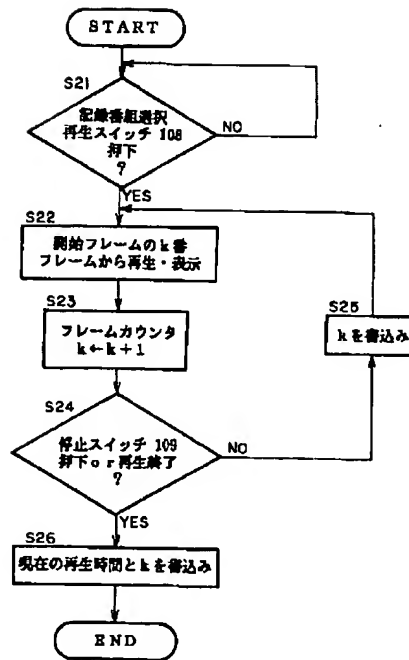 START
S21
記録番組選択
再生スイッチ 108
押下
?
NO
YES
S22
開始フレームのk番
フレームから再生・表示
S23
フレームカウンタ
k←k+1
S25
kを書込み
S24
停止スイッチ 109
押下or再生終了
?
NO
YES
S26
現在の再生時間とkを書込み
END